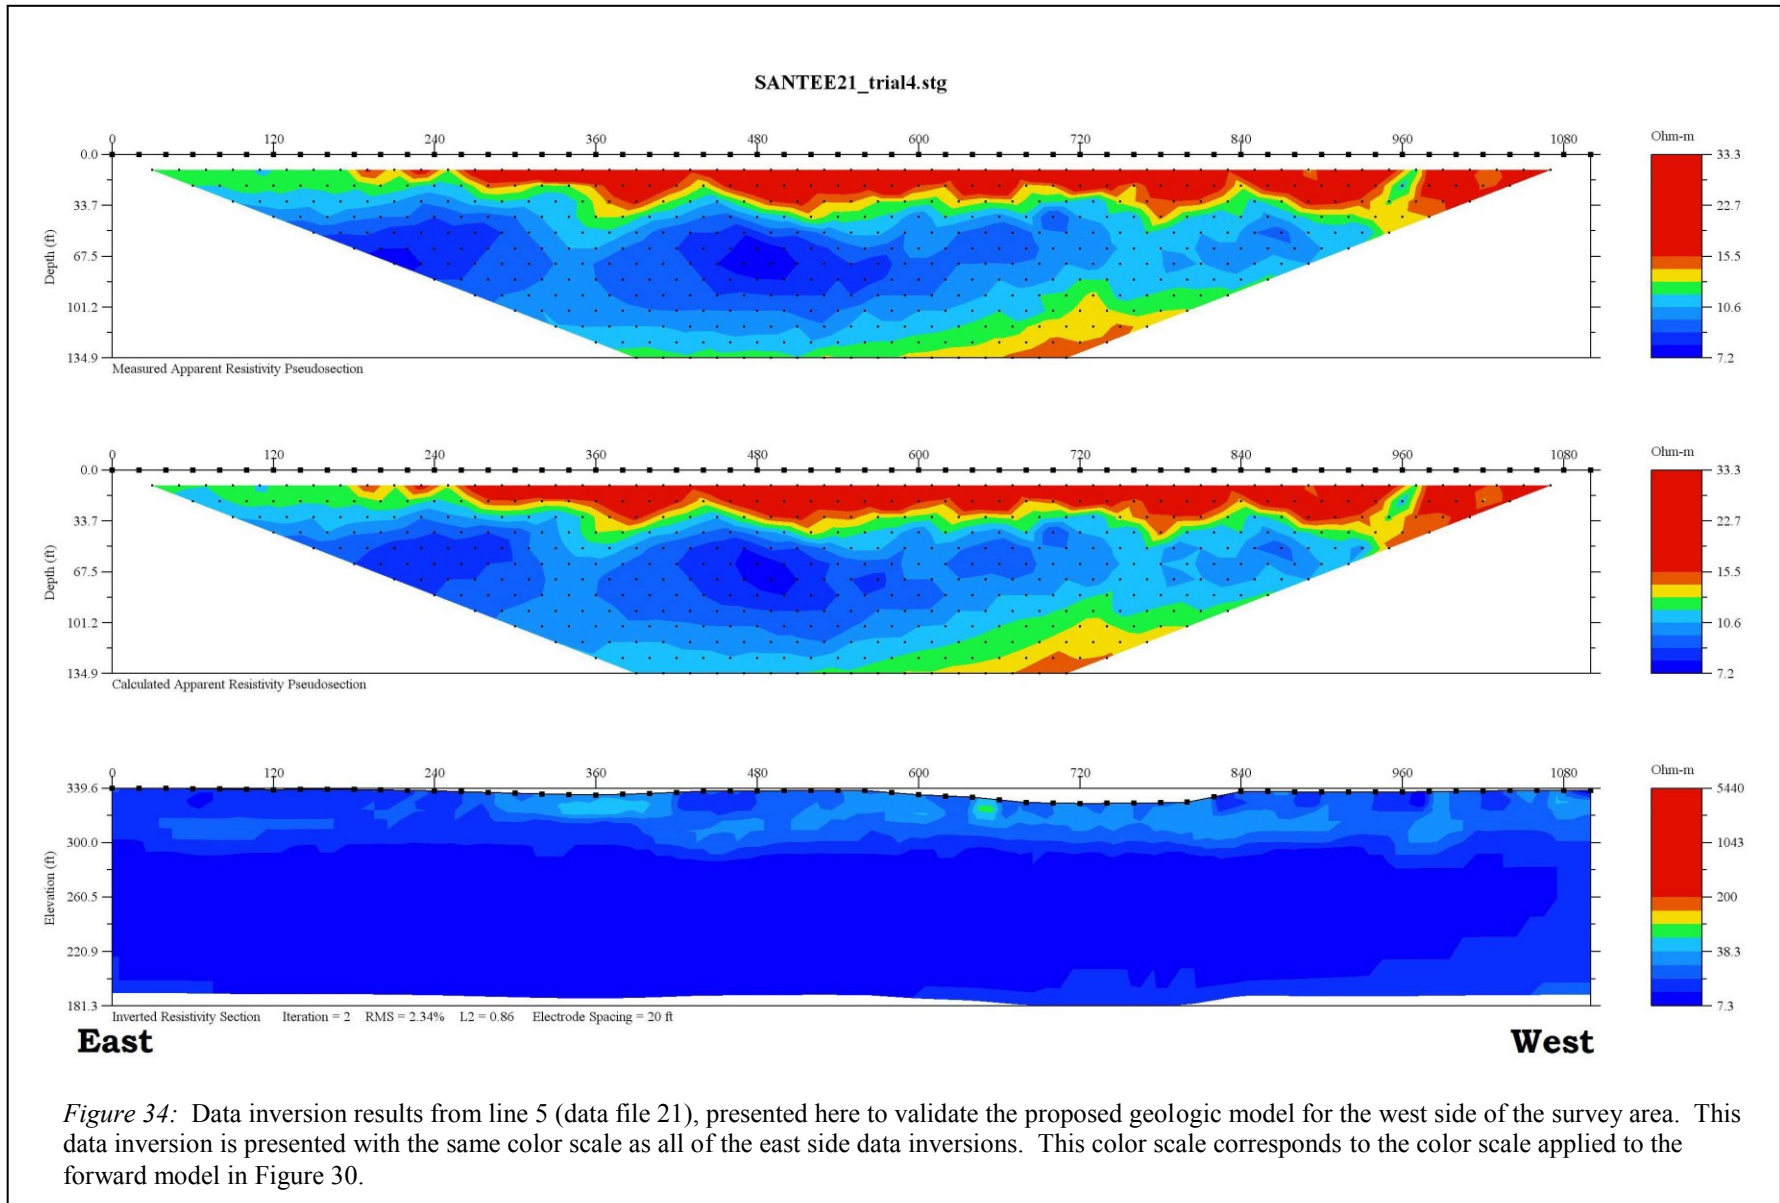 SANTEE21_trial4.stg
0 120 240 360 480 600 720 840 960 1080
Ohm-m
0.0
33.7
67.5
101.2
134.9
Depth (ft)
33.3
22.7
15.5
10.6
7.2
Measured Apparent Resistivity Pseudosection
0 120 240 360 480 600 720 840 960 1080
Ohm-m
0.0
33.7
67.5
101.2
134.9
Depth (ft)
33.3
22.7
15.5
10.6
7.2
Calculated Apparent Resistivity Pseudosection
0 120 240 360 480 600 720 840 960 1080
Ohm-m
339.6
300.0
260.5
220.9
181.3
Elevation (ft)
5440
1043
200
38.3
7.3
Inverted Resistivity Section Iteration = 2 RMS = 2.34% L2 = 0.86 Electrode Spacing = 20 ft
East West
Figure 34: Data inversion results from line 5 (data file 21), presented here to validate the proposed geologic model for the west side of the survey area. This
data inversion is presented with the same color scale as all of the east side data inversions. This color scale corresponds to the color scale applied to the
forward model in Figure 30.